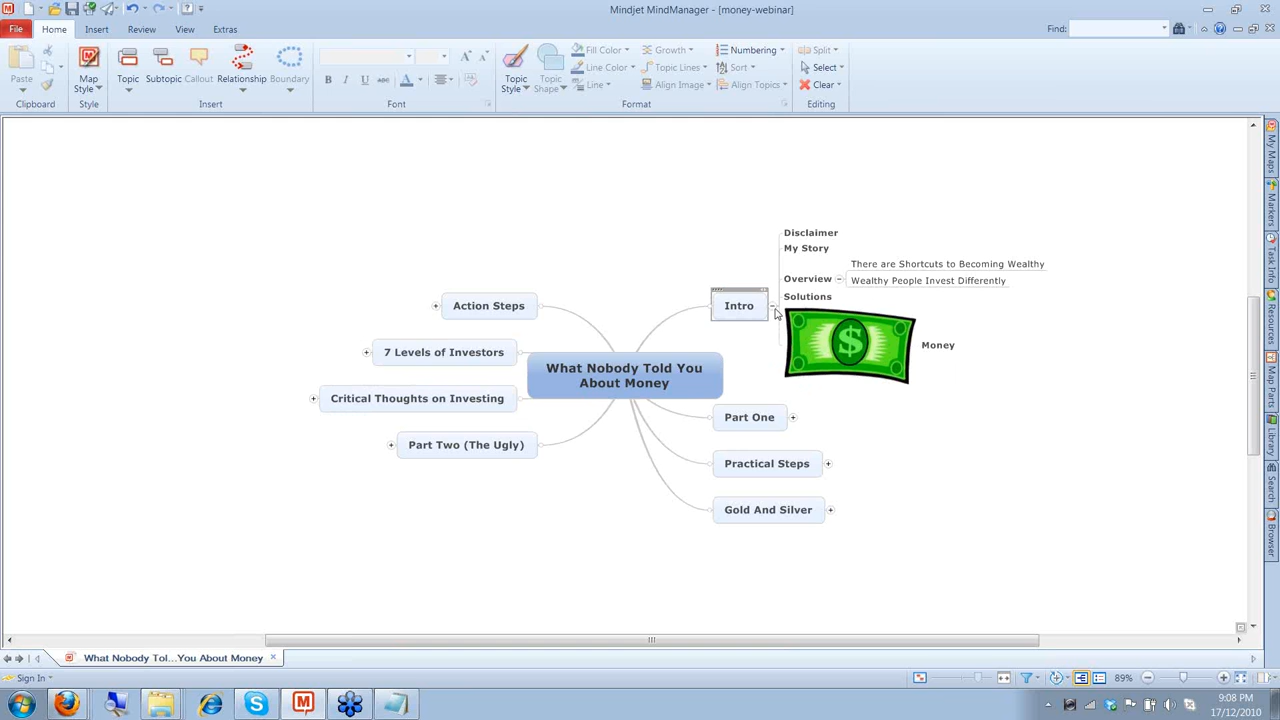 Mindjet MindManager - [money-webinar]
File
Home
Insert
Review
View
Extras
Find:
Paste
Map
Style
Topic
Subtopic
Callout
Relationship
Boundary
Topic
Style
Topic
Shape
Fill Color
Line Color
Line
Growth
Topic Lines
Align Image
Numbering
Sort
Align Topics
Split
Select
Clear
Clipboard
Style
Insert
Font
Format
Editing
My Maps
Markers
Task Info
Resources
Map Parts
Library
Search
Browser
Disclaimer
My Story
Overview
There are Shortcuts to Becoming Wealthy
Wealthy People Invest Differently
Solutions
Intro
$
Money
Action Steps
7 Levels of Investors
What Nobody Told You
About Money
Critical Thoughts on Investing
Part One
Part Two (The Ugly)
Practical Steps
Gold And Silver
What Nobody Tol...You About Money
Sign In
89%
9:08 PM
17/12/2010